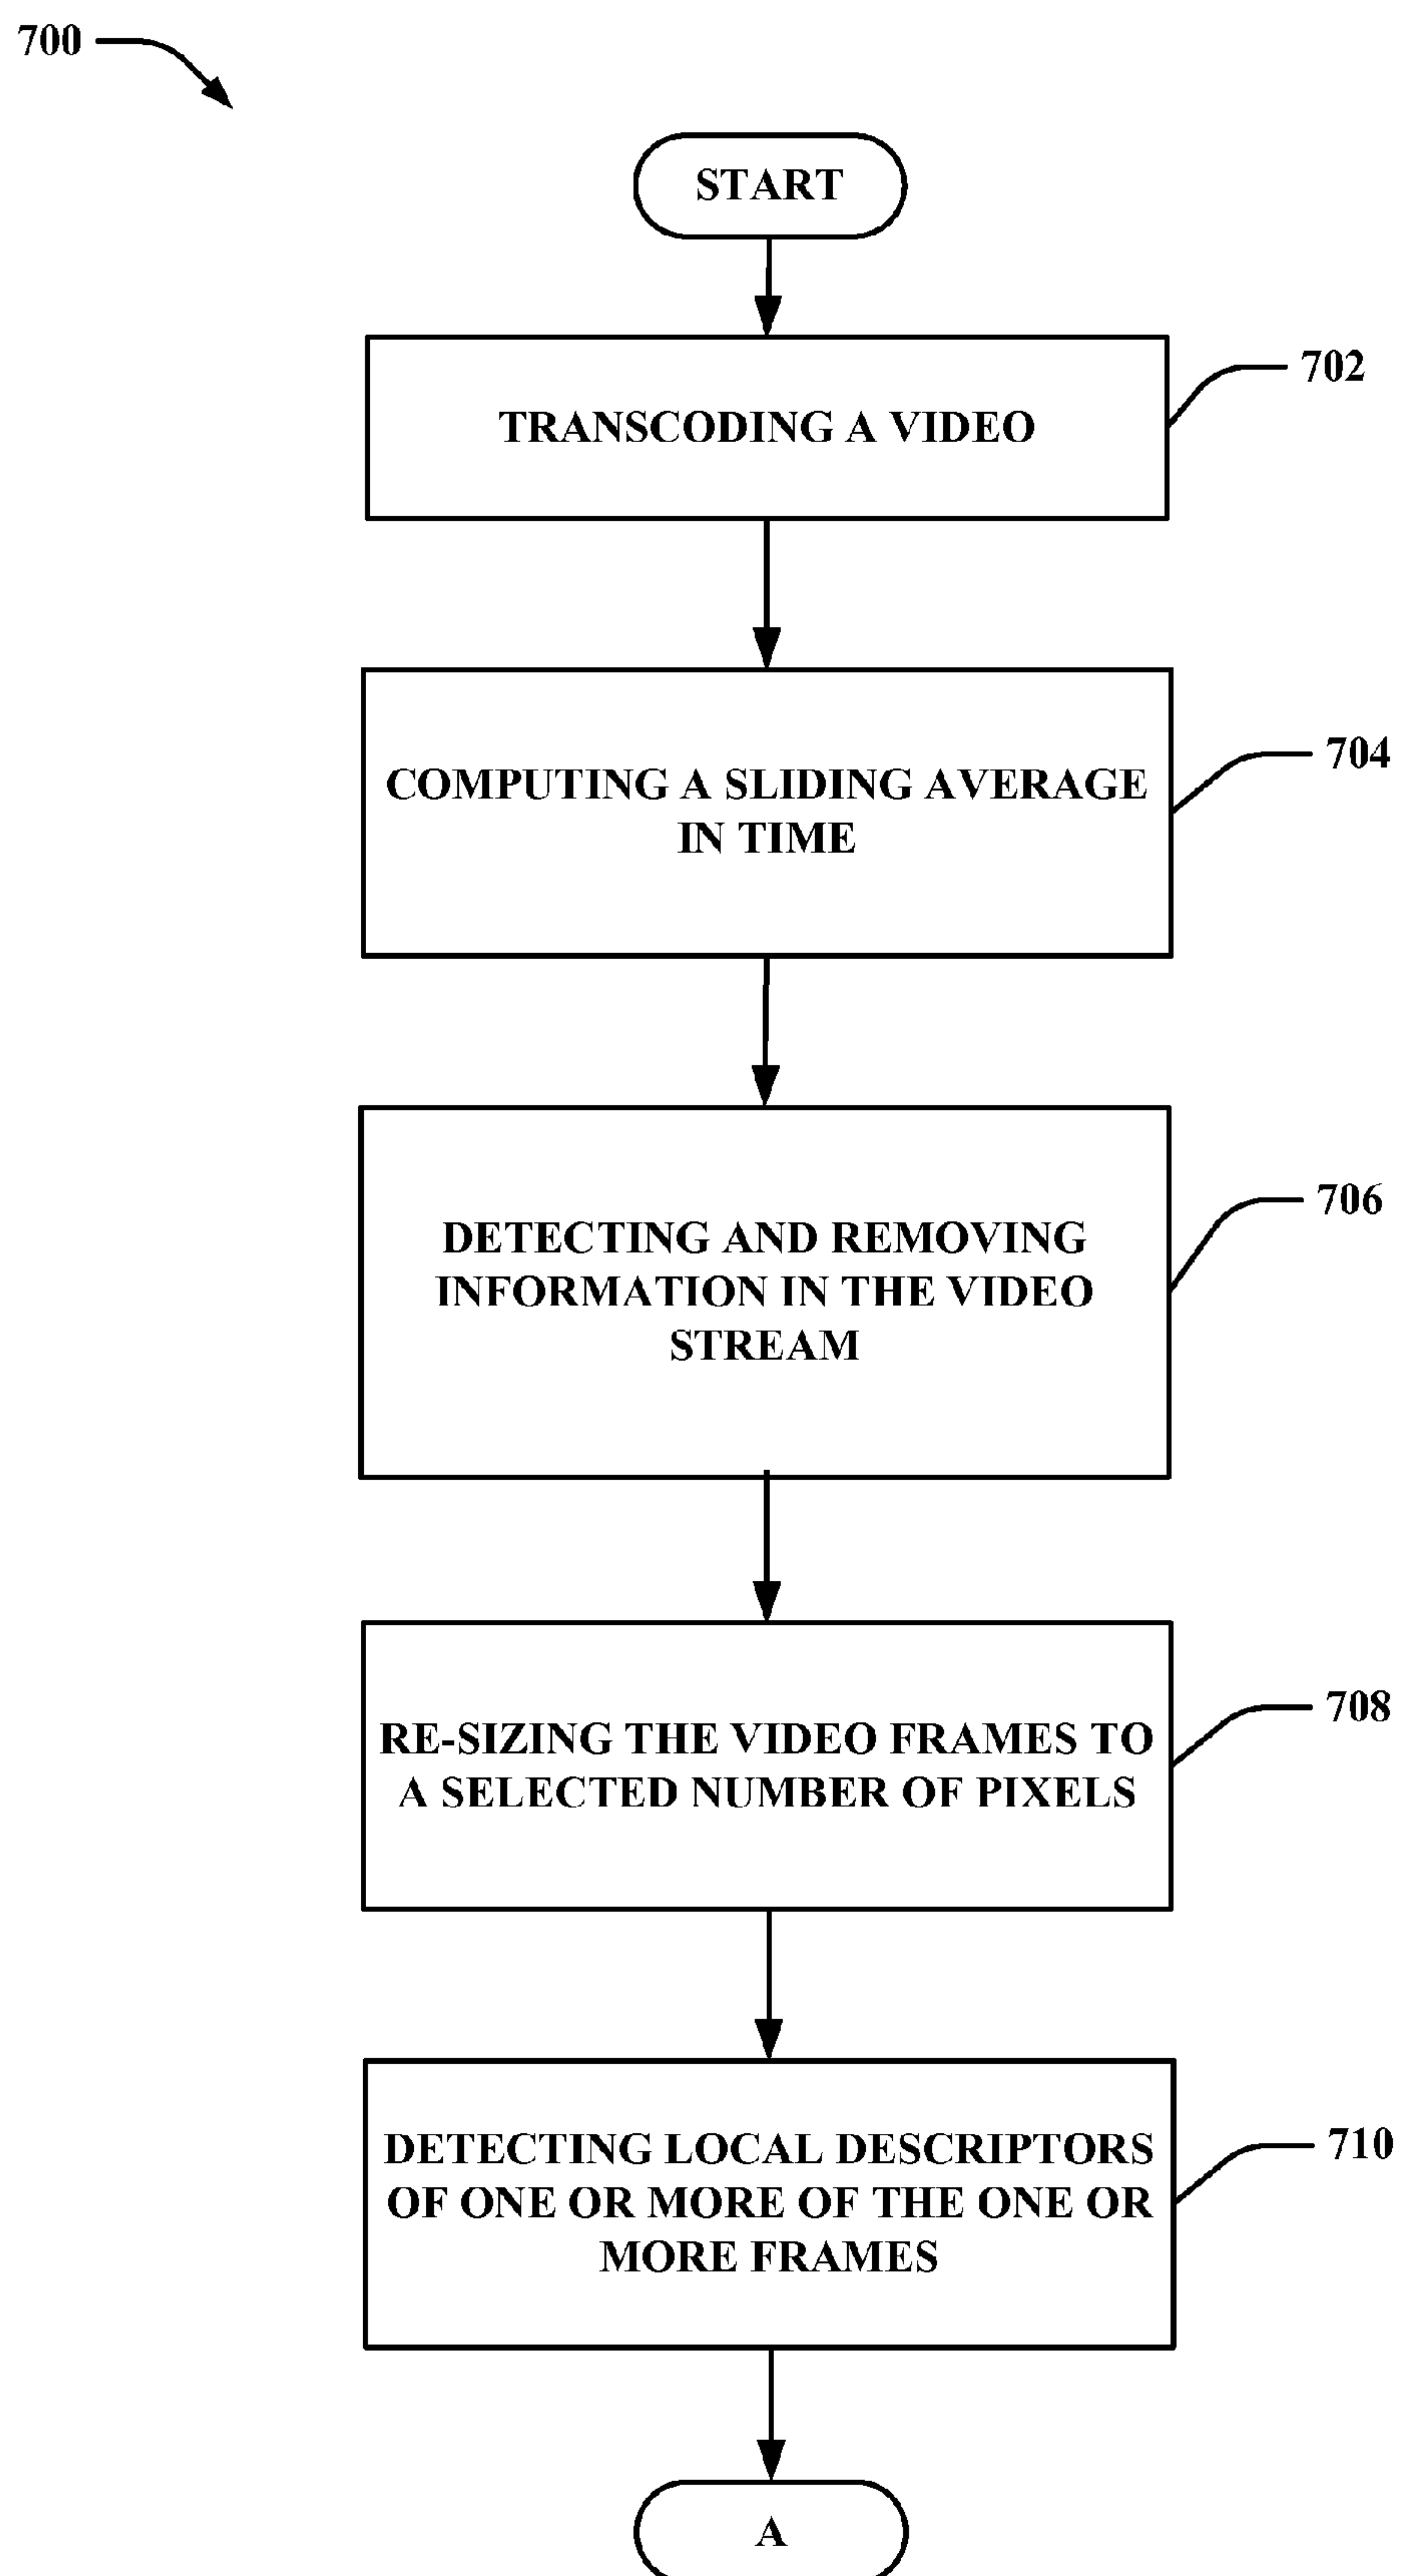 700
START
TRANSCODING A VIDEO
702
COMPUTING A SLIDING AVERAGE
IN TIME
704
DETECTING AND REMOVING
INFORMATION IN THE VIDEO
STREAM
706
RE-SIZING THE VIDEO FRAMES TO
A SELECTED NUMBER OF PIXELS
708
DETECTING LOCAL DESCRIPTORS
OF ONE OR MORE OF THE ONE OR
MORE FRAMES
710
A